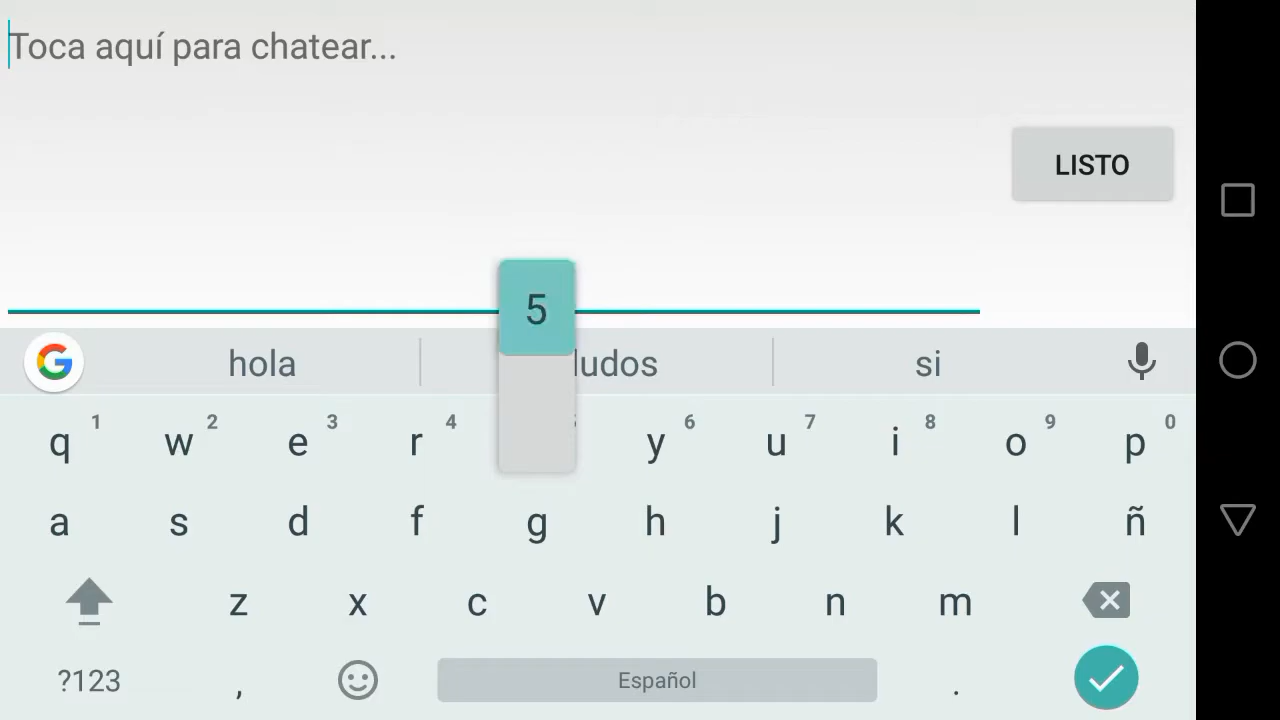 Toca aquí para chatear...
LISTO
5
hola
ludos
si
q 1 w 2 e 3 r 4 y 6 u 7 i 8 o 9 p 0
a s d f g h j k l ñ
z x c v b n m
?123 , Español .